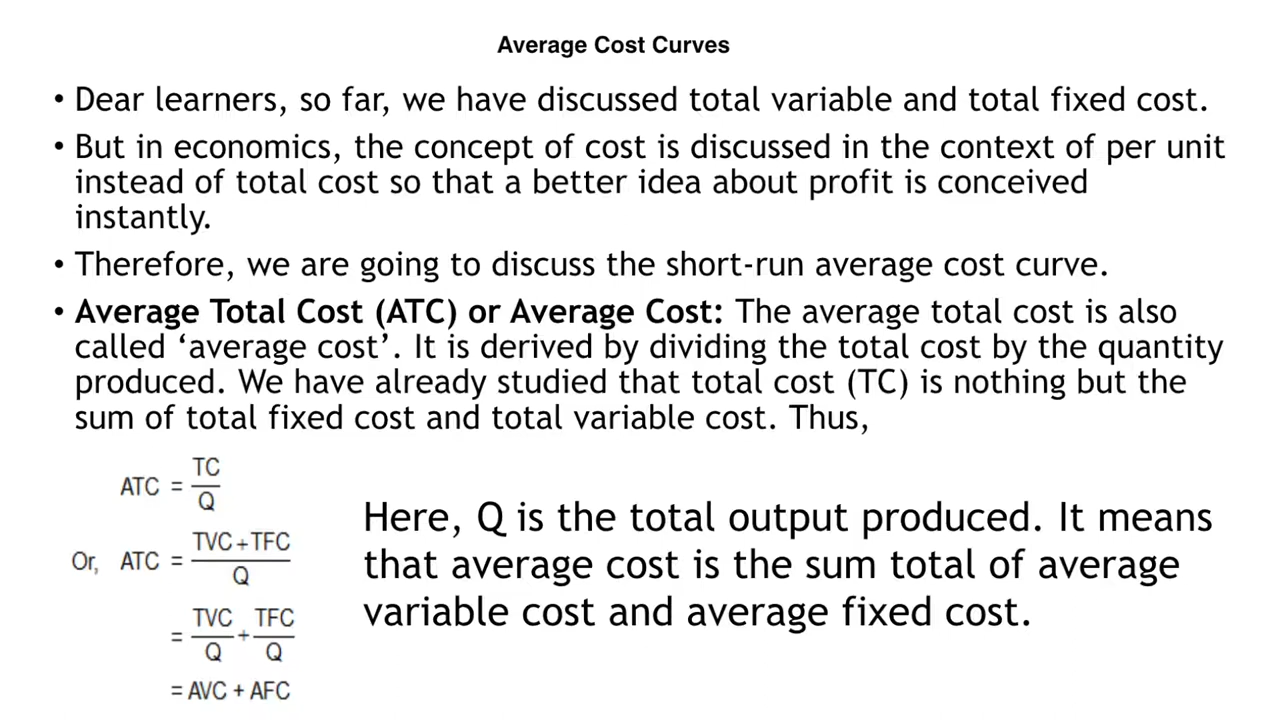 Average Cost Curves
• Dear learners, so far, we have discussed total variable and total fixed cost.
• But in economics, the concept of cost is discussed in the context of per unit
instead of total cost so that a better idea about profit is conceived
instantly.
• Therefore, we are going to discuss the short-run average cost curve.
• Average Total Cost (ATC) or Average Cost: The average total cost is also
called ‘average cost’. It is derived by dividing the total cost by the quantity
produced. We have already studied that total cost (TC) is nothing but the
sum of total fixed cost and total variable cost. Thus,
ATC = TC/Q
Or, ATC = TVC+TFC/Q
= TVC/Q + TFC/Q
= AVC + AFC
Here, Q is the total output produced. It means
that average cost is the sum total of average
variable cost and average fixed cost.